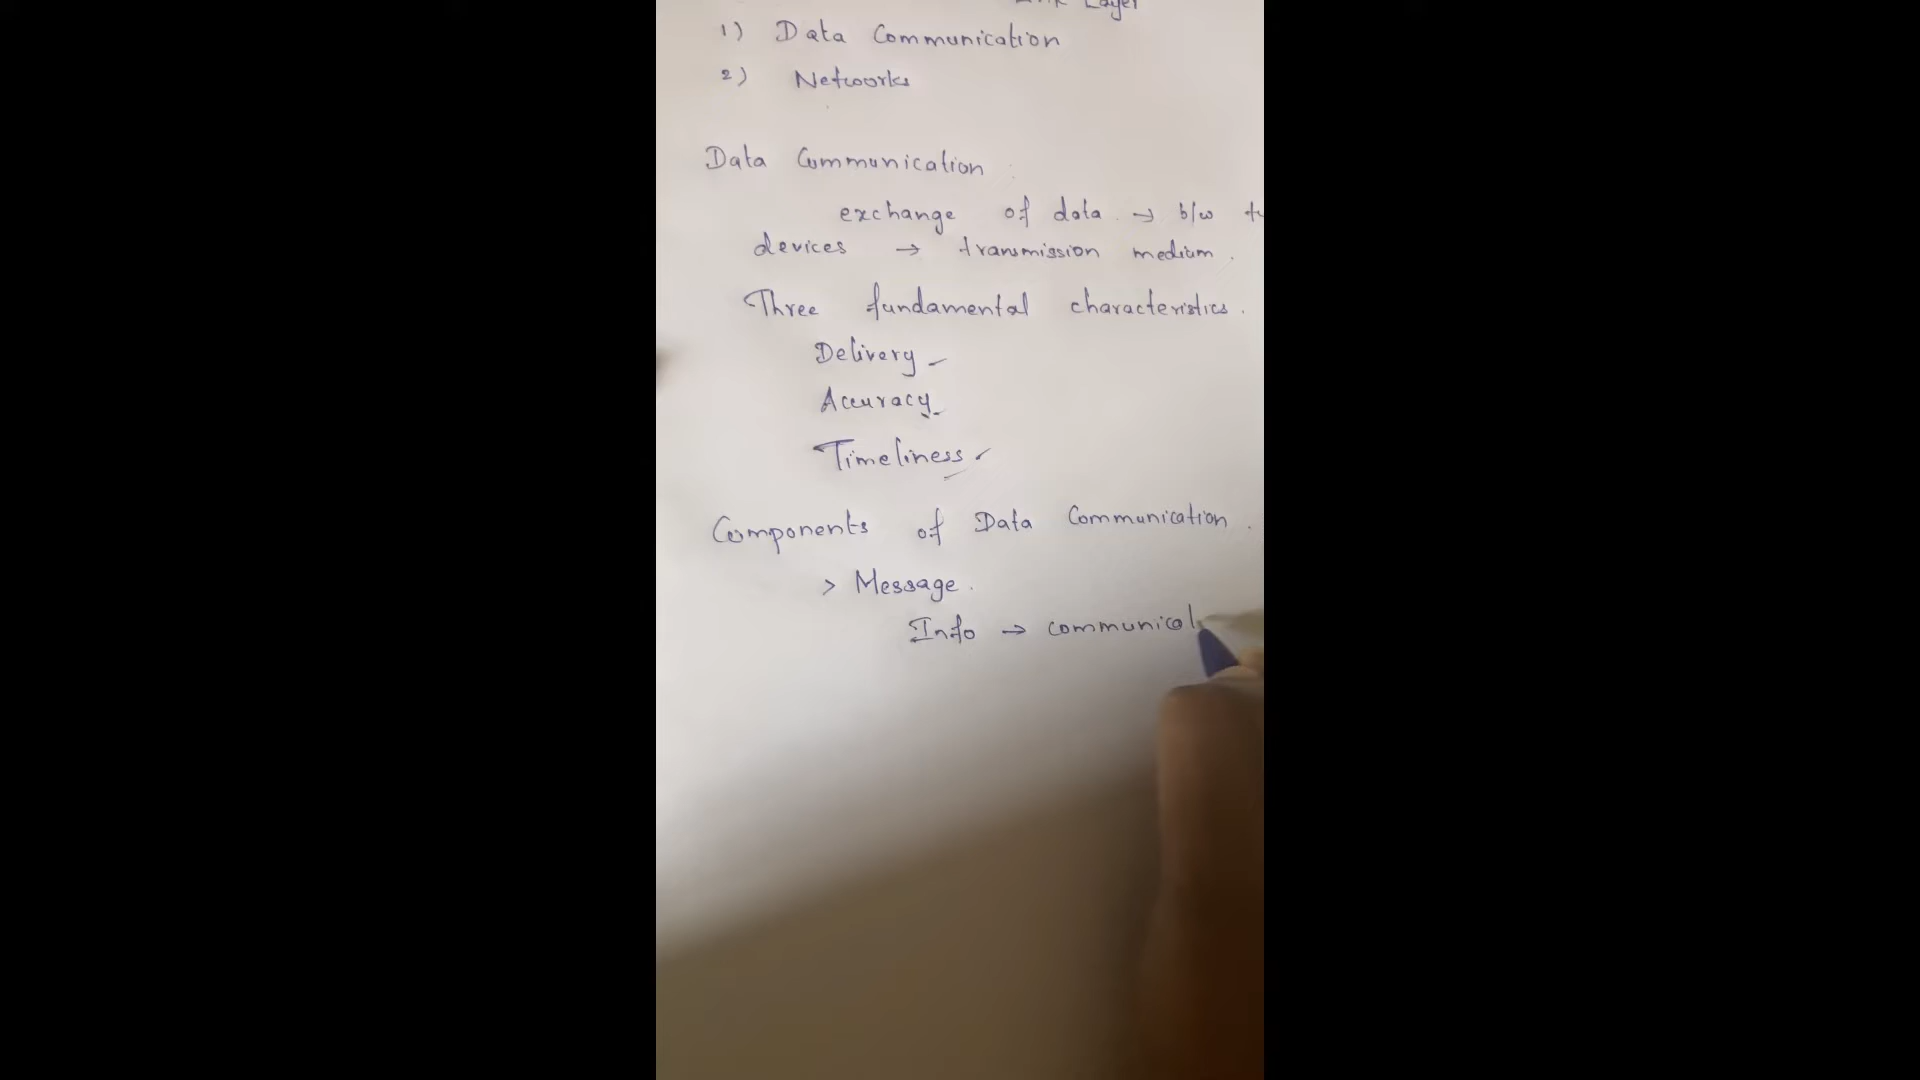 Layer
1) Data Communication
2) Networks
Data Communication
exchange of data → b/w
devices → transmission medium.
Three fundamental characteristics.
Delivery
Accuracy
Timeliness
Components of Data Communication.
> Message.
Info →